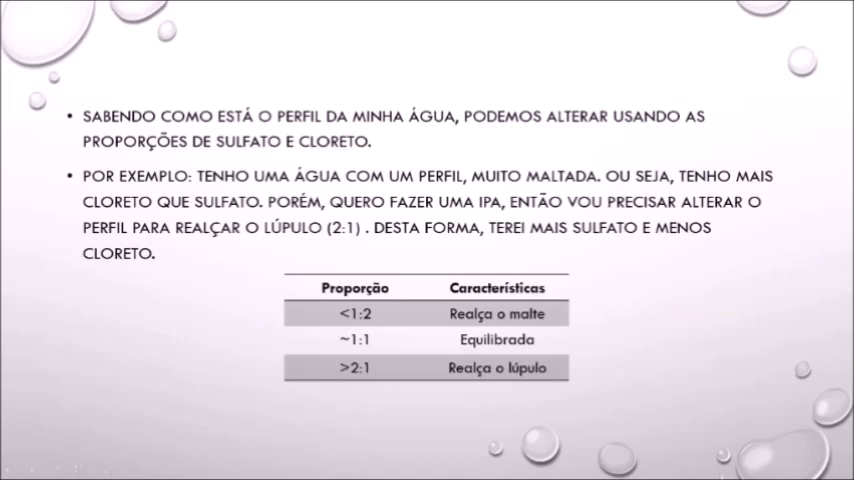 • SABENDO COMO ESTÁ O PERFIL DA MINHA ÁGUA, PODEMOS ALTERAR USANDO AS
PROPORÇÕES DE SULFATO E CLORETO.
• POR EXEMPLO: TENHO UMA ÁGUA COM UM PERFIL, MUITO MALTADA. OU SEJA, TENHO MAIS
CLORETO QUE SULFATO. PORÉM, QUERO FAZER UMA IPA, ENTÃO VOU PRECISAR ALTERAR O
PERFIL PARA REALÇAR O LÚPULO (2:1) . DESTA FORMA, TEREI MAIS SULFATO E MENOS
CLORETO.
Proporção Características
<1:2 Realça o malte
~1:1 Equilibrada
>2:1 Realça o lúpulo